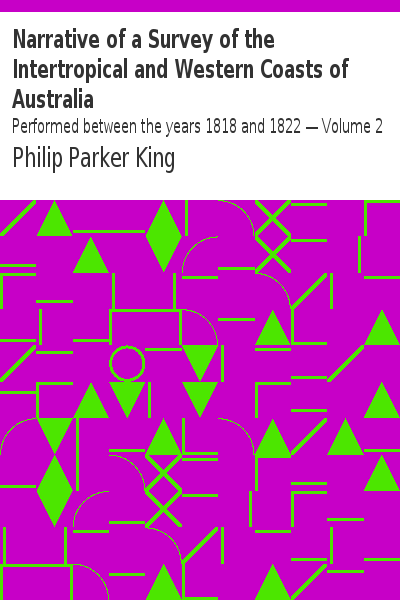 Narrative of a Survey of the
Intertropical and Western Coasts of
Australia
Performed between the years 1818 and 1822 — Volume 2
Philip Parker King